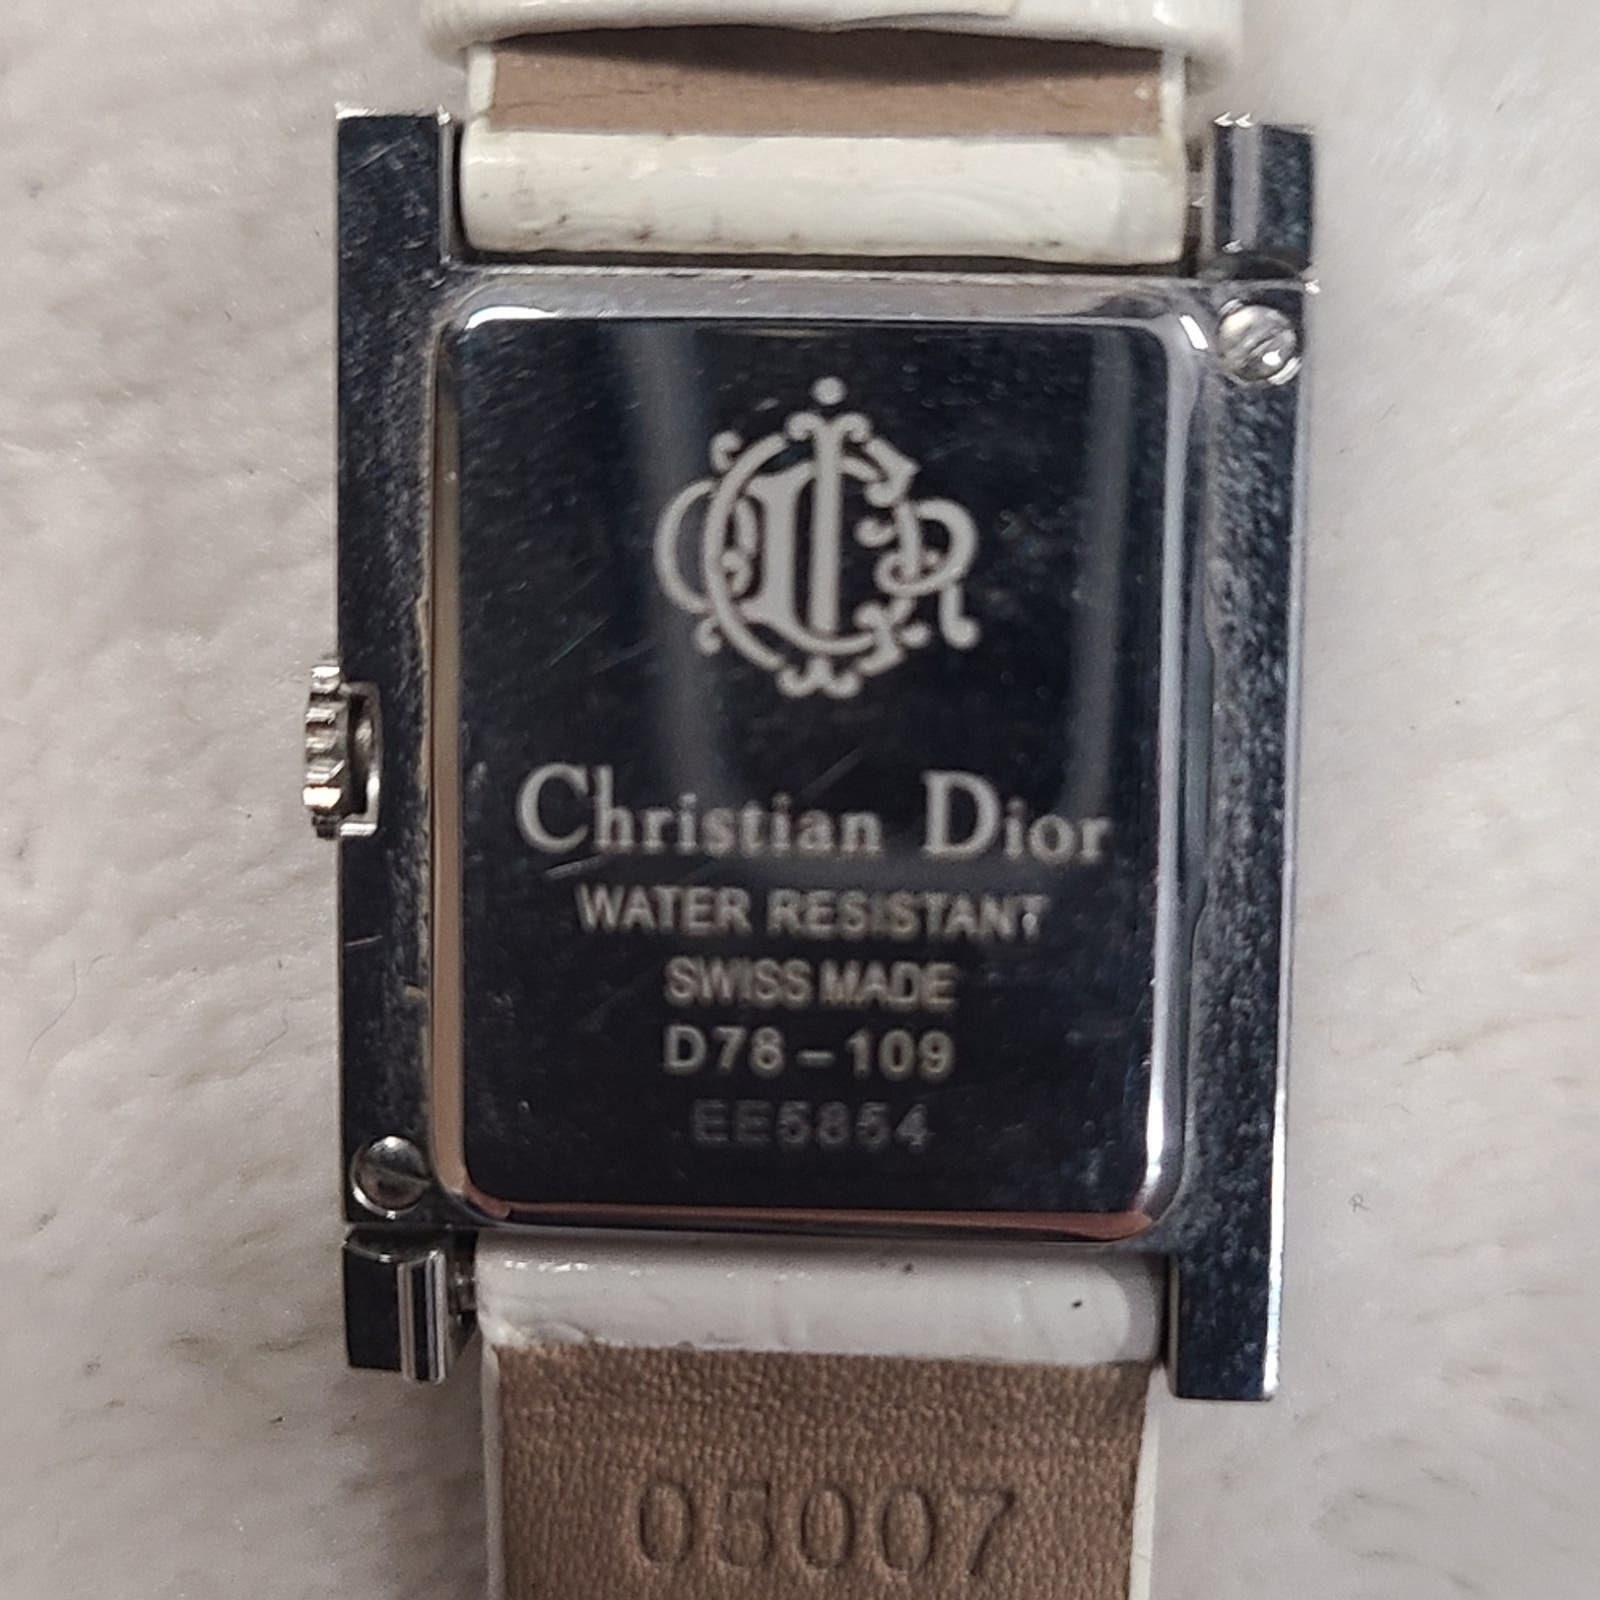 Christian Dior
WATER RESISTANT
SWISS MADE
D78-109
EE5854
05007